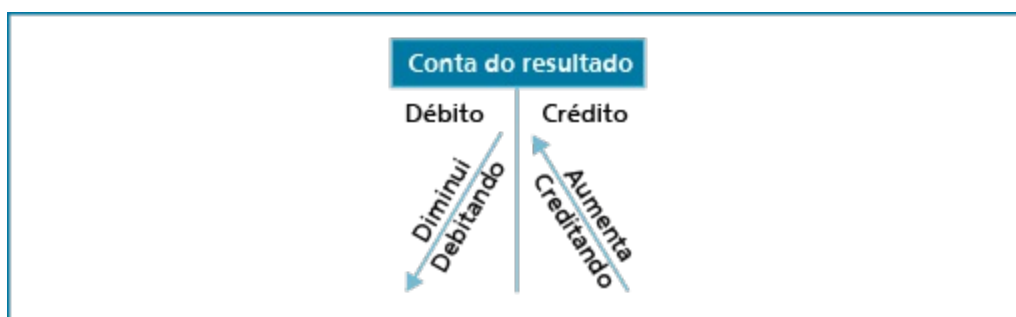 Conta do resultado
Débito
Crédito
Diminui
Debitando
Aumenta
Creditando